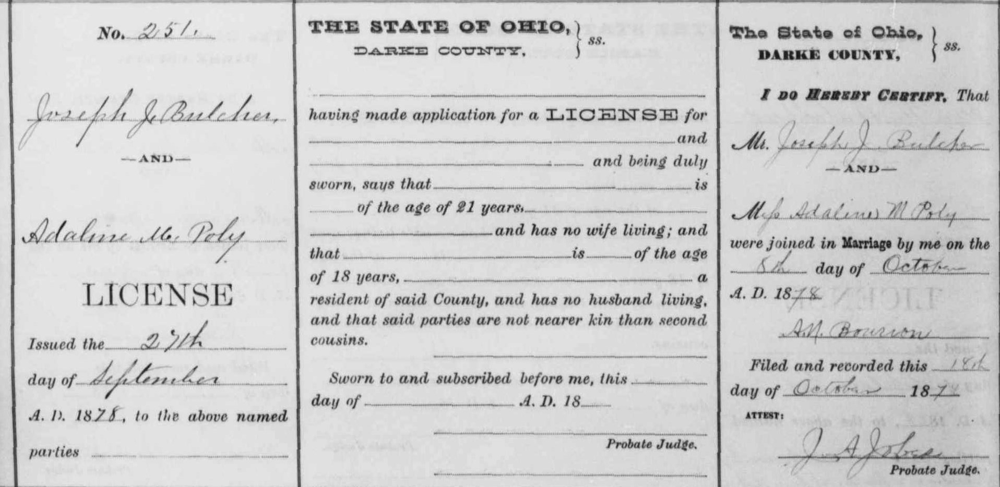 No. 251.
Joseph J. Bulcher,
—AND—
Adaline M. Poly
LICENSE
Issued the 27th
day of September
A. D. 1878, to the above named
parties
THE STATE OF OHIO, } ss.
DARKE COUNTY,
having made application for a LICENSE for
and
and being duly
sworn, says that is
of the age of 21 years,
and has no wife living; and
that is of the age
of 18 years, a
resident of said County, and has no husband living,
and that said parties are not nearer kin than second
cousins.
Sworn to and subscribed before me, this
day of A. D. 18
Probate Judge.
The State of Ohio, } ss.
DARKE COUNTY,
I DO HEREBY CERTIFY, That
Mr. Joseph J. Bulcher
—AND—
Miss Adaline M Poly
were joined in Marriage by me on the
8th day of October
A. D. 1878
A.N. Bourion
Filed and recorded this 18th
day of October 1878
ATTEST:
J. A. Jobes
Probate Judge.